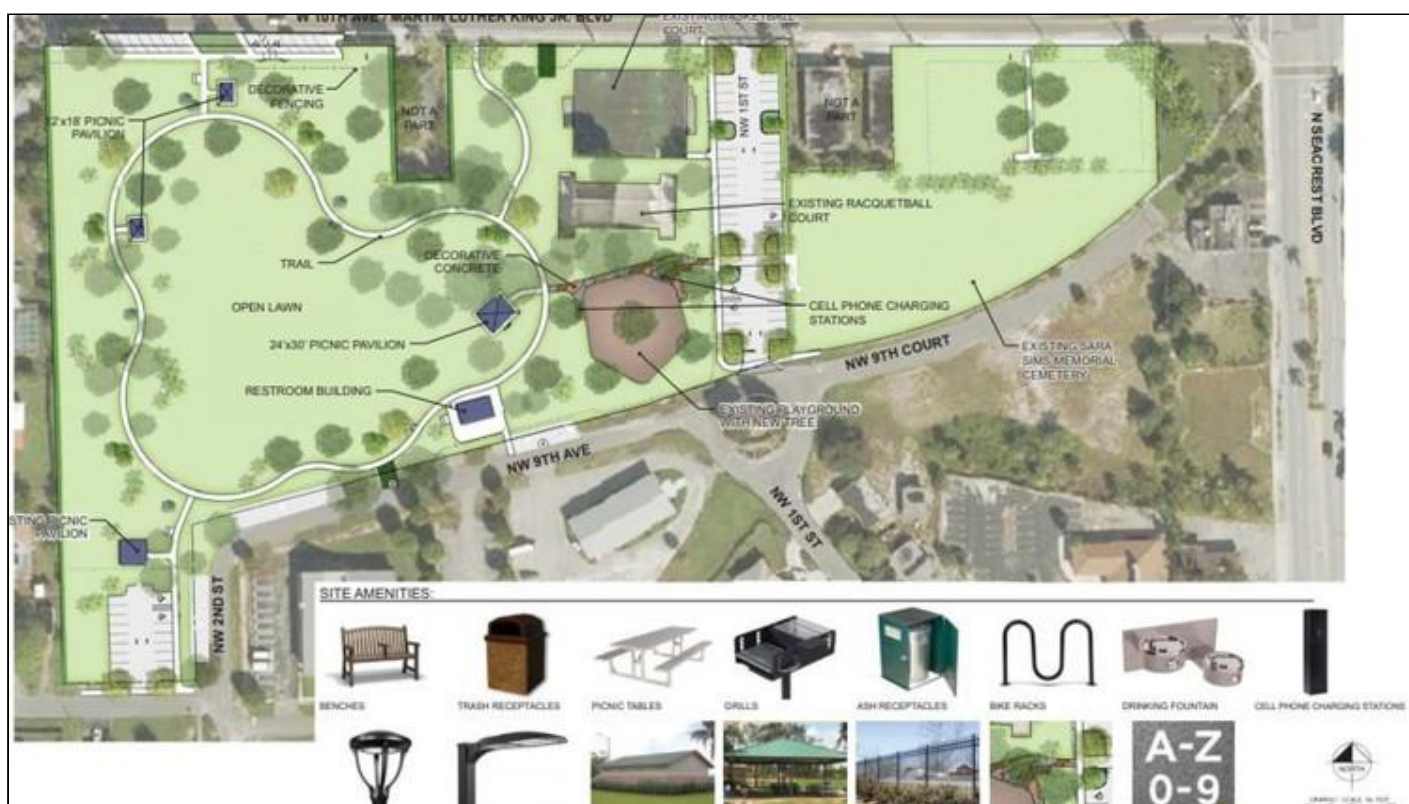 W 10TH AVE / MARTIN LUTHER KING JR. BLVD
EXISTING BASKETBALL
COURT
DECORATIVE
FENCING
NOT A
PART
12'x18' PICNIC
PAVILION
NW 1ST ST
NOT A
PART
N SEACREST BLVD
EXISTING RACQUETBALL
COURT
TRAIL
DECORATIVE
CONCRETE
OPEN LAWN
CELL PHONE CHARGING
STATIONS
24'x30' PICNIC PAVILION
NW 9TH COURT
EXISTING SARA
SIMS MEMORIAL
CEMETERY
RESTROOM BUILDING
EXISTING PLAYGROUND
WITH NEW TREE
NW 9TH AVE
NW 1ST ST
STING PICNIC
PAVILION
NW 2ND ST
SITE AMENITIES:
BENCHES
TRASH RECEPTACLES
PICNIC TABLES
GRILLS
ASH RECEPTACLES
BIKE RACKS
DRINKING FOUNTAIN
CELL PHONE CHARGING STATIONS
A-Z
0-9
NORTH